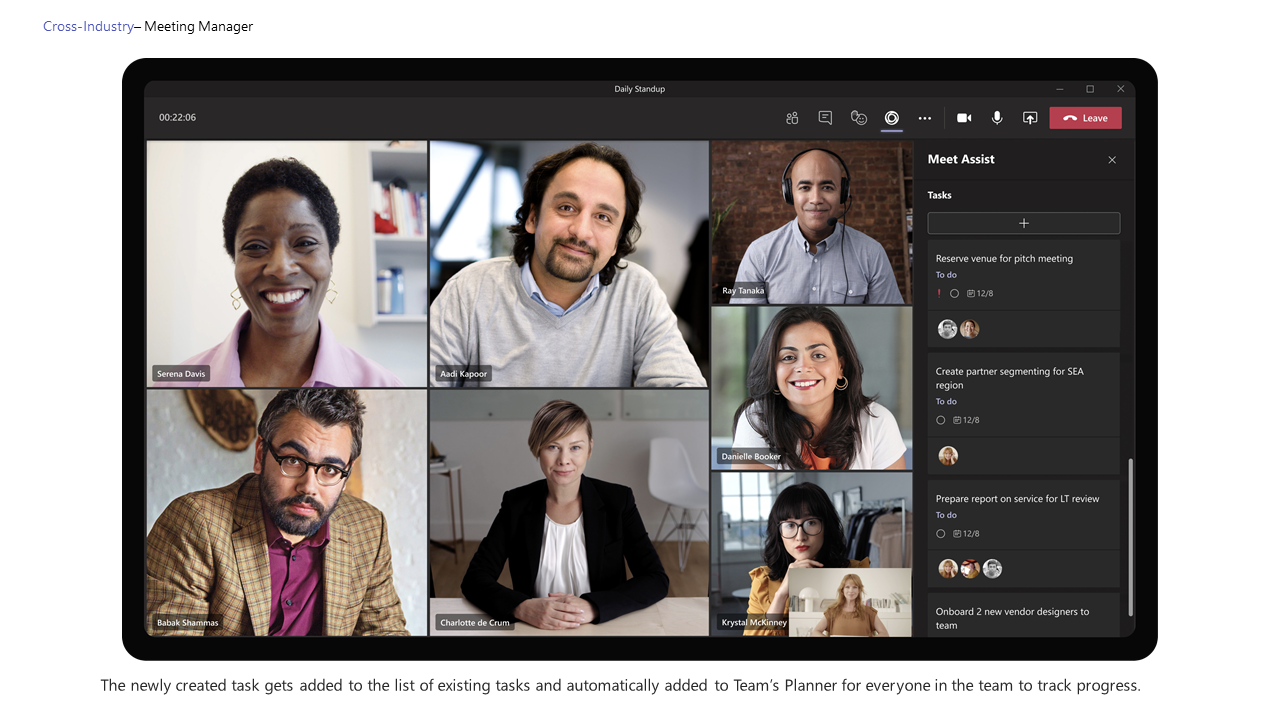 Cross-Industry– Meeting Manager
Daily Standup
00:22:06
Leave
Meet Assist
Tasks
Reserve venue for pitch meeting
To do
! 12/8
Create partner segmenting for SEA
region
To do
12/8
Prepare report on service for LT review
To do
12/8
Onboard 2 new vendor designers to
team
Serena Davis
Aadi Kapoor
Ray Tanaka
Danielle Booker
Babak Shammas
Charlotte de Crum
Krystal McKinney
The newly created task gets added to the list of existing tasks and automatically added to Team’s Planner for everyone in the team to track progress.